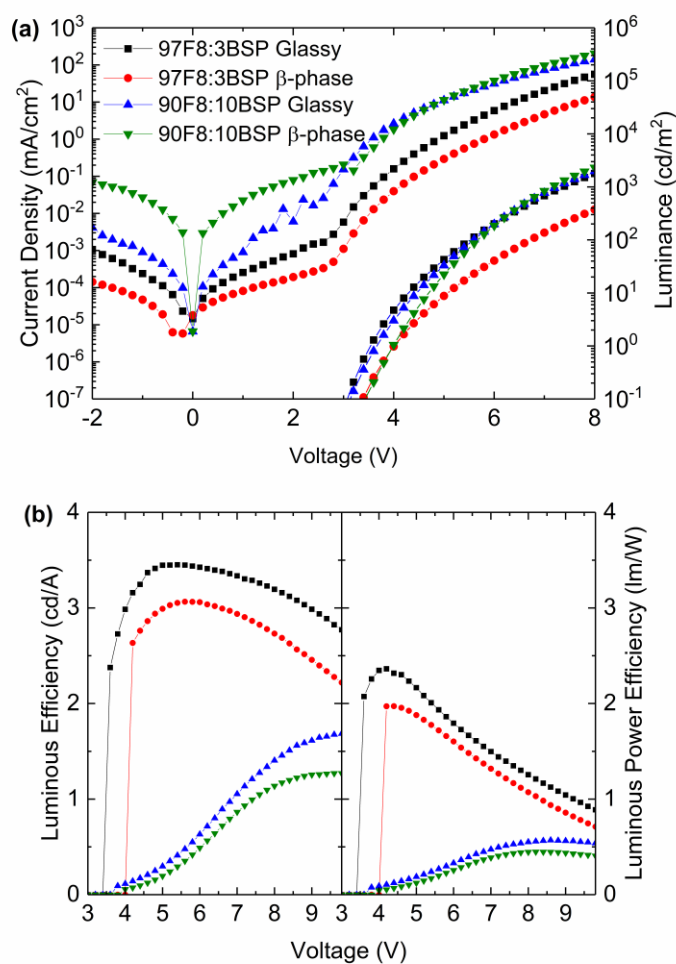 (a)
97F8:3BSP Glassy
97F8:3BSP β-phase
90F8:10BSP Glassy
90F8:10BSP β-phase
Current Density (mA/cm²)
10³
10²
10¹
10⁰
10⁻¹
10⁻²
10⁻³
10⁻⁴
10⁻⁵
10⁻⁶
10⁻⁷
Luminance (cd/m²)
10⁶
10⁵
10⁴
10³
10²
10¹
10⁰
10⁻¹
-2 0 2 4 6 8
Voltage (V)
(b)
Luminous Efficiency (cd/A)
4
3
2
1
0
Luminous Power Efficiency (lm/W)
4
3
2
1
0
3 4 5 6 7 8 9 3 4 5 6 7 8 9
Voltage (V)